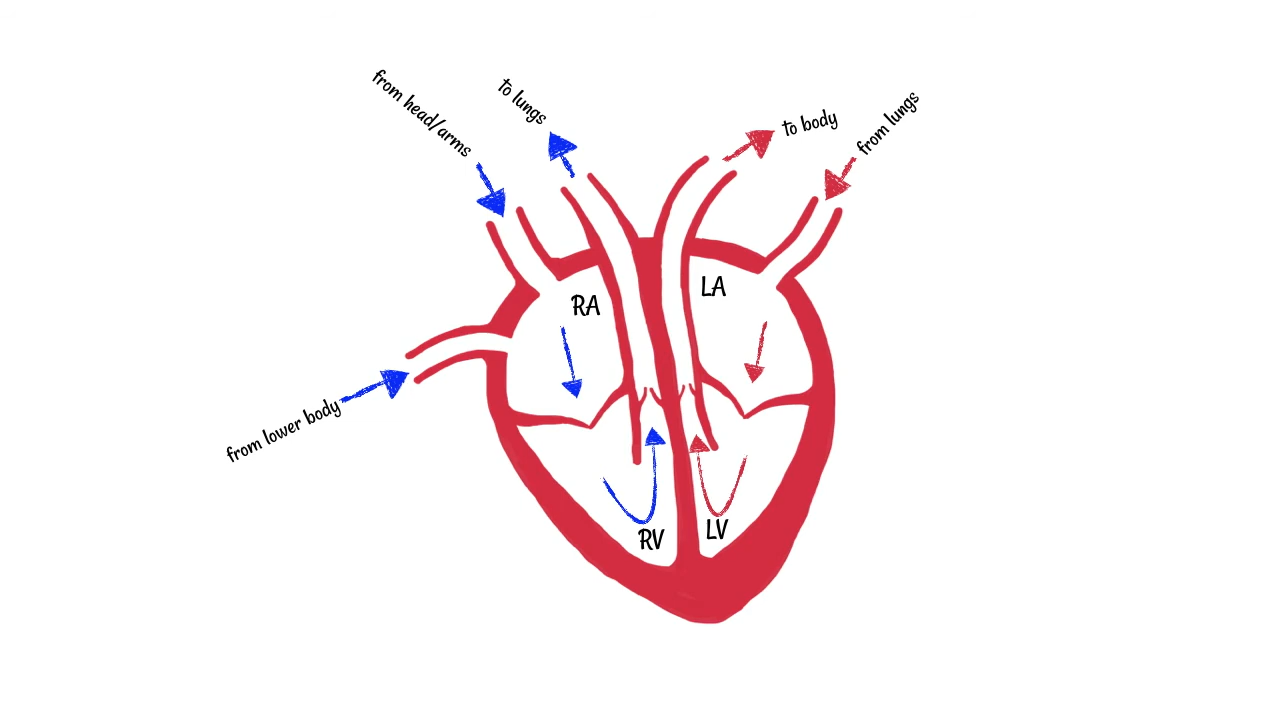 from head/arms
to lungs
to body
from lungs
RA
LA
from lower body
RV
LV